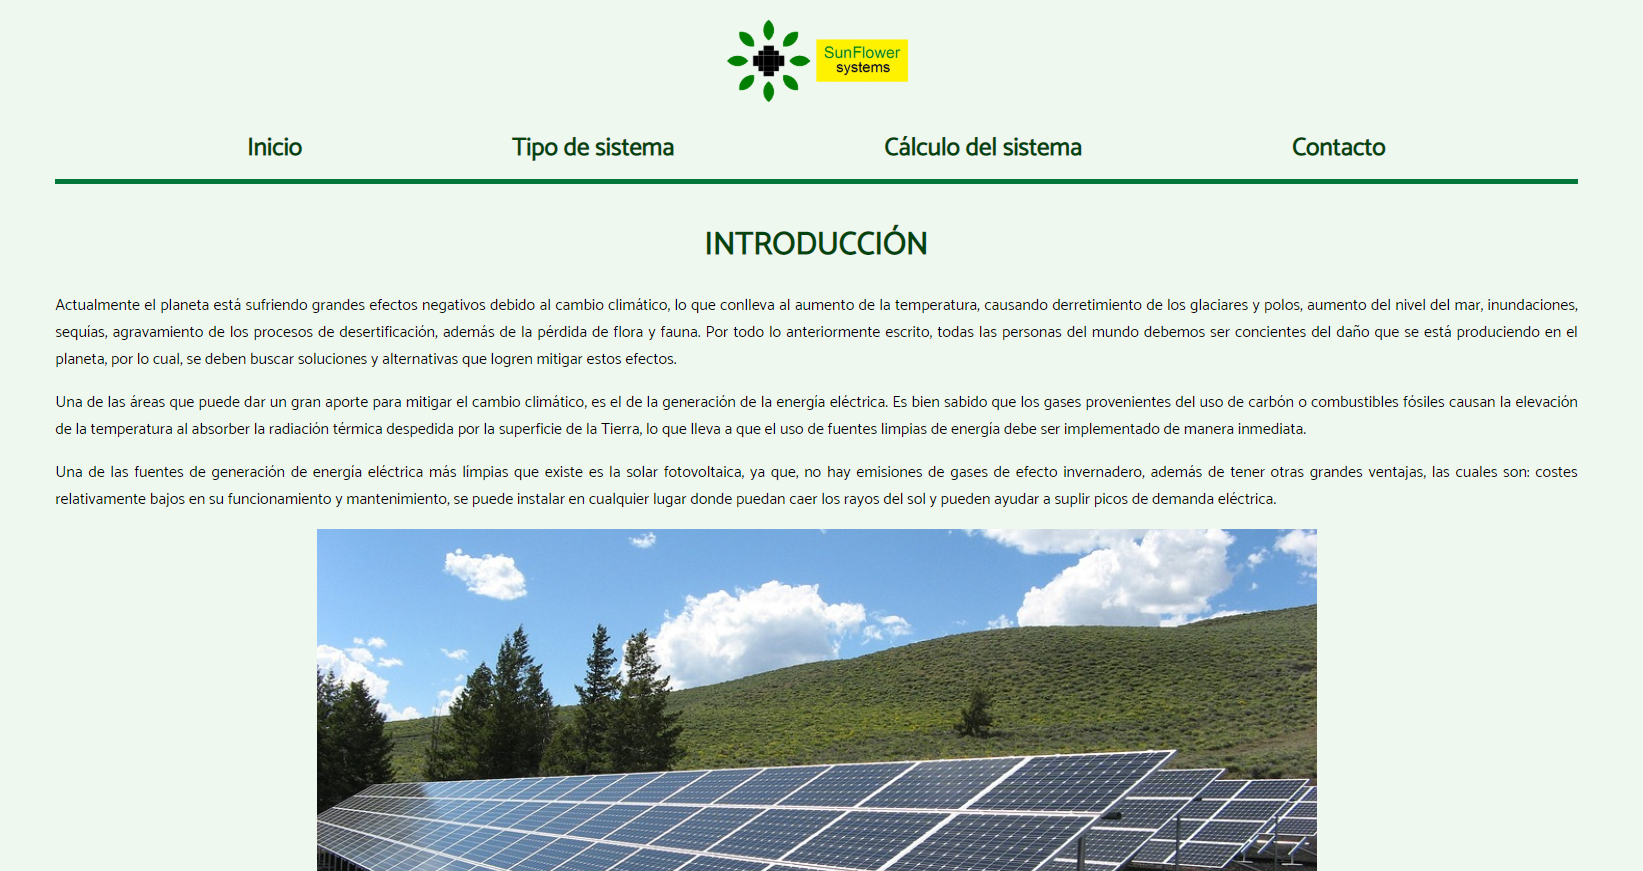 SunFlower
systems
Inicio Tipo de sistema Cálculo del sistema Contacto
INTRODUCCIÓN
Actualmente el planeta está sufriendo grandes efectos negativos debido al cambio climático, lo que conlleva al aumento de la temperatura, causando derretimiento de los glaciares y polos, aumento del nivel del mar, inundaciones,
sequías, agravamiento de los procesos de desertificación, además de la pérdida de flora y fauna. Por todo lo anteriormente escrito, todas las personas del mundo debemos ser concientes del daño que se está produciendo en el
planeta, por lo cual, se deben buscar soluciones y alternativas que logren mitigar estos efectos.
Una de las áreas que puede dar un gran aporte para mitigar el cambio climático, es el de la generación de la energía eléctrica. Es bien sabido que los gases provenientes del uso de carbón o combustibles fósiles causan la elevación
de la temperatura al absorber la radiación térmica despedida por la superficie de la Tierra, lo que lleva a que el uso de fuentes limpias de energía debe ser implementado de manera inmediata.
Una de las fuentes de generación de energía eléctrica más límpias que existe es la solar fotovoltaica, ya que, no hay emisiones de gases de efecto invernadero, además de tener otras grandes ventajas, las cuales son: costes
relativamente bajos en su funcionamiento y mantenimiento, se puede instalar en cualquier lugar donde puedan caer los rayos del sol y pueden ayudar a suplir picos de demanda eléctrica.